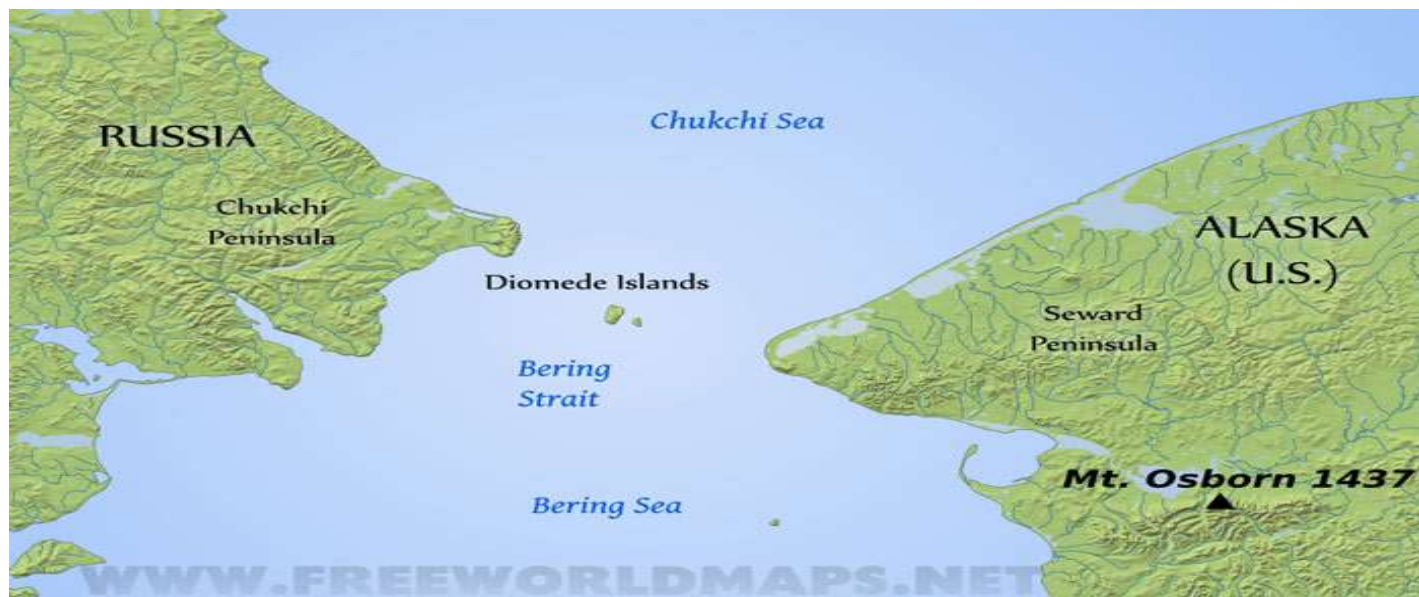 Chukchi Sea
RUSSIA
Chukchi
Peninsula
ALASKA
(U.S.)
Diomede Islands
Seward
Peninsula
Bering
Strait
Mt. Osborn 1437
Bering Sea
WWW.FREEWORLDMAPS.NET